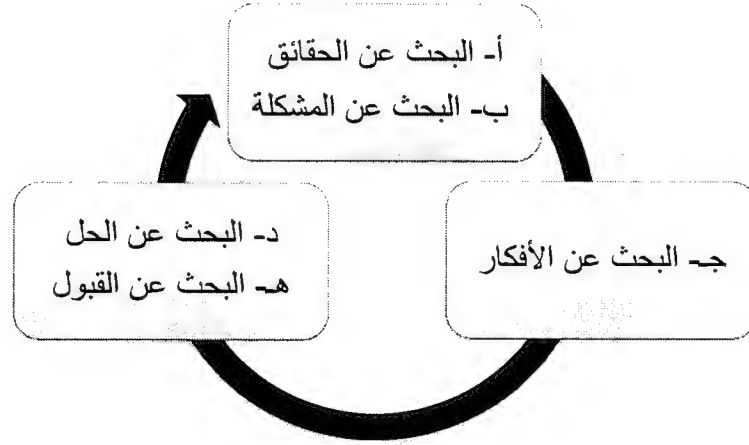 أ- البحث عن الحقائق
ب- البحث عن المشكلة
جـ- البحث عن الأفكار
د- البحث عن الحل
هـ- البحث عن القبول